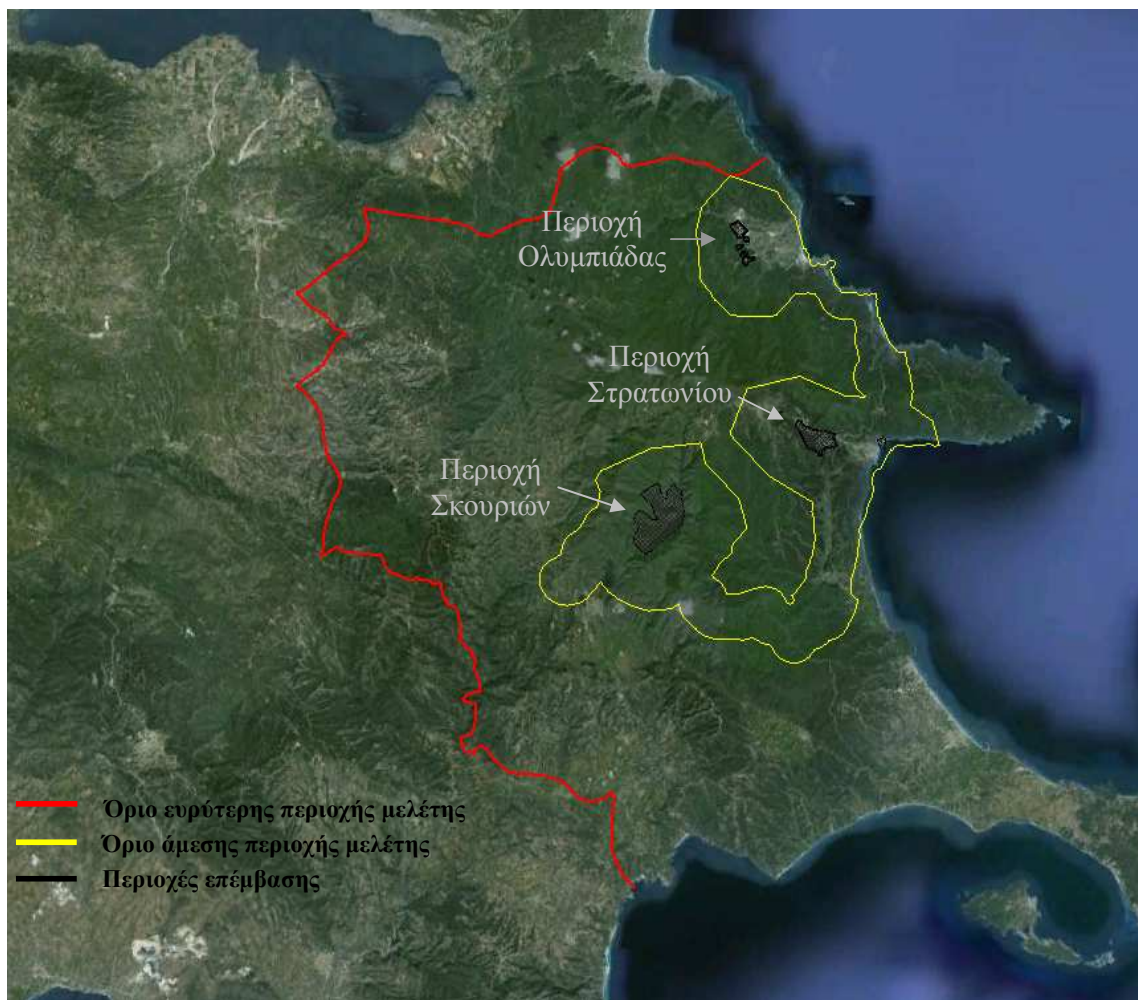 Περιοχή
Ολυμπιάδας
Περιοχή
Στρατωνίου
Περιοχή
Σκουριών
Όριο ευρύτερης περιοχής μελέτης
Όριο άμεσης περιοχής μελέτης
Περιοχές επέμβασης